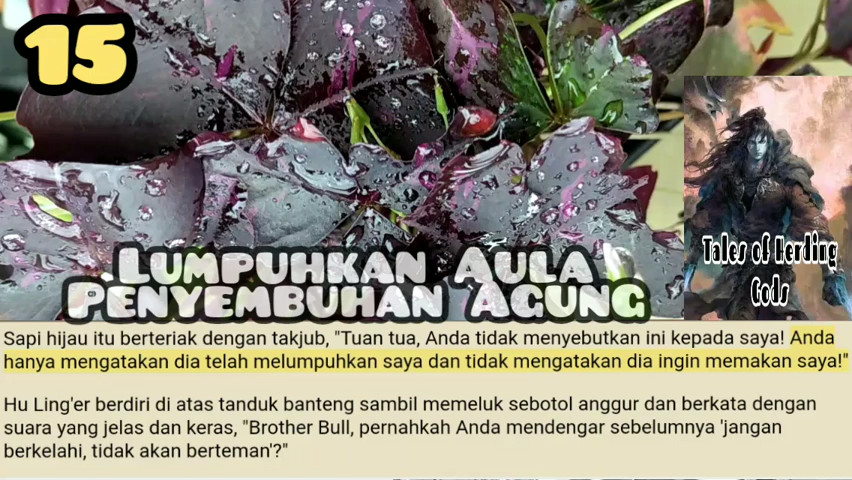 15
LUMPUHKAN AULA
PENYEMBUHAN AGUNG
Tales of Herding
Gods
Sapi hijau itu berteriak dengan takjub, "Tuan tua, Anda tidak menyebutkan ini kepada saya! Anda
hanya mengatakan dia telah melumpuhkan saya dan tidak mengatakan dia ingin memakan saya!"
Hu Ling'er berdiri di atas tanduk banteng sambil memeluk sebotol anggur dan berkata dengan
suara yang jelas dan keras, "Brother Bull, pernahkah Anda mendengar sebelumnya 'jangan
berkelahi, tidak akan berteman'?"